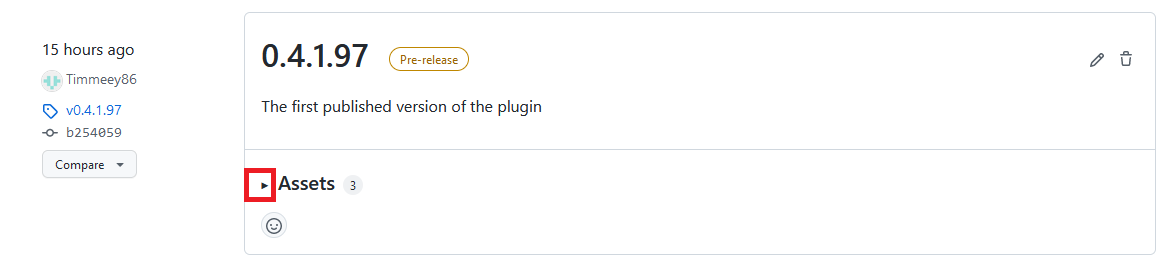 15 hours ago
Timmeey86
v0.4.1.97
b254059
Compare
0.4.1.97 Pre-release
The first published version of the plugin
Assets 3